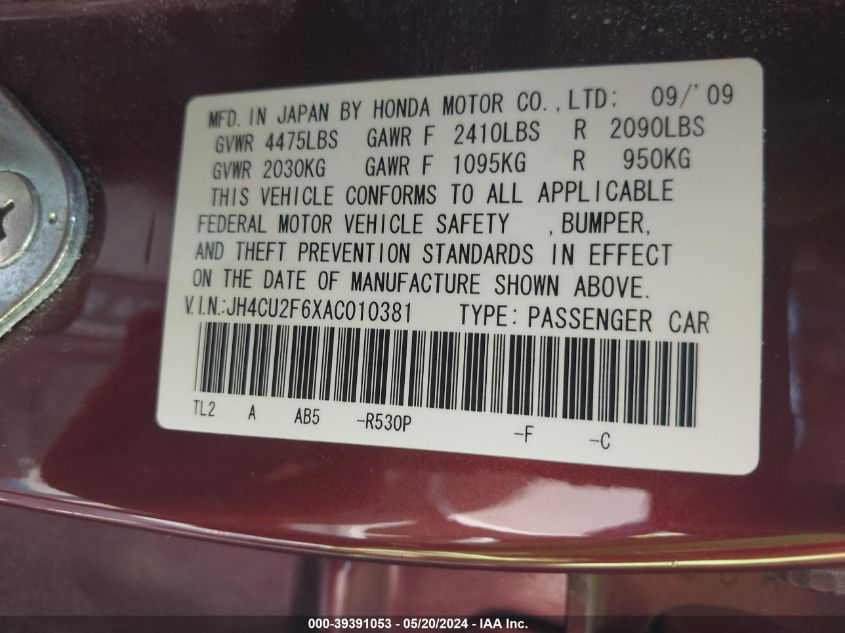 MFD. IN JAPAN BY HONDA MOTOR CO., LTD: 09/'09
GVWR 4475LBS GAWR F 2410LBS R 2090LBS
GVWR 2030KG GAWR F 1095KG R 950KG
THIS VEHICLE CONFORMS TO ALL APPLICABLE
FEDERAL MOTOR VEHICLE SAFETY , BUMPER,
AND THEFT PREVENTION STANDARDS IN EFFECT
ON THE DATE OF MANUFACTURE SHOWN ABOVE.
V.I.N.:JH4CU2F6XAC010381 TYPE: PASSENGER CAR
TL2 A AB5 -R530P -F -C
000-39391053 / 05/20/2024 - IAA Inc.